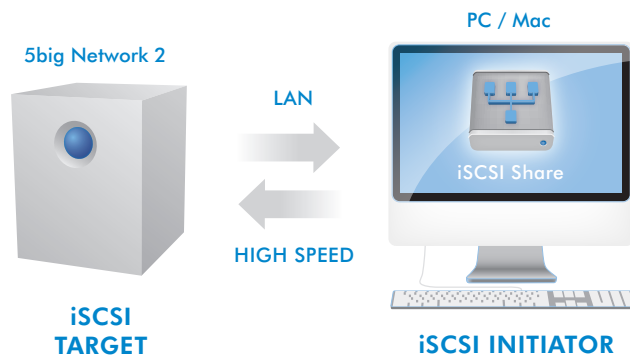 5big Network 2
PC / Mac
LAN
iSCSI Share
HIGH SPEED
iSCSI
TARGET
iSCSI INITIATOR